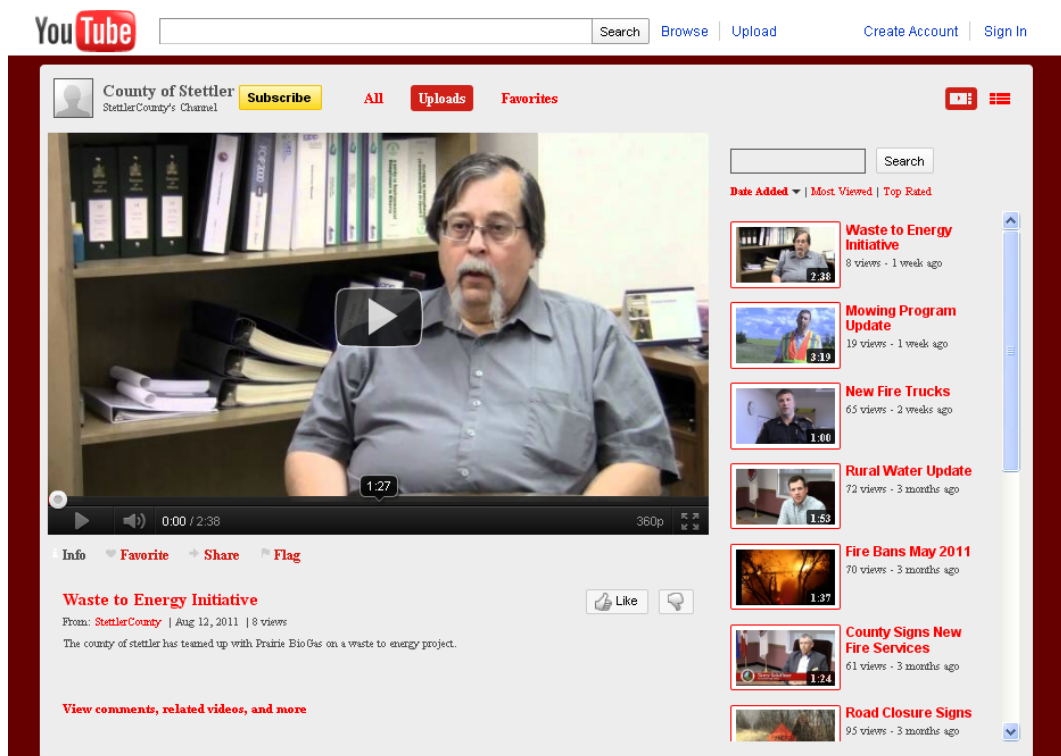 YouTube
Search
Browse
Upload
Create Account
Sign In
County of Stettler
StettlerCounty's Channel
Subscribe
All
Uploads
Favorites
1:27
0:00 / 2:38
360p
Info
Favorite
Share
Flag
Waste to Energy Initiative
From: StettlerCounty | Aug 12, 2011 | 8 views
The county of stettler has teamed up with Prairie BioGas on a waste to energy project.
Like
View comments, related videos, and more
Search
Date Added | Most Viewed | Top Rated
2:38
Waste to Energy
Initiative
8 views - 1 week ago
3:19
Mowing Program
Update
19 views - 1 week ago
1:00
New Fire Trucks
65 views - 2 weeks ago
1:53
Rural Water Update
72 views - 3 months ago
1:37
Fire Bans May 2011
70 views - 3 months ago
1:24
County Signs New
Fire Services
61 views - 3 months ago
Road Closure Signs
95 views - 3 months ago